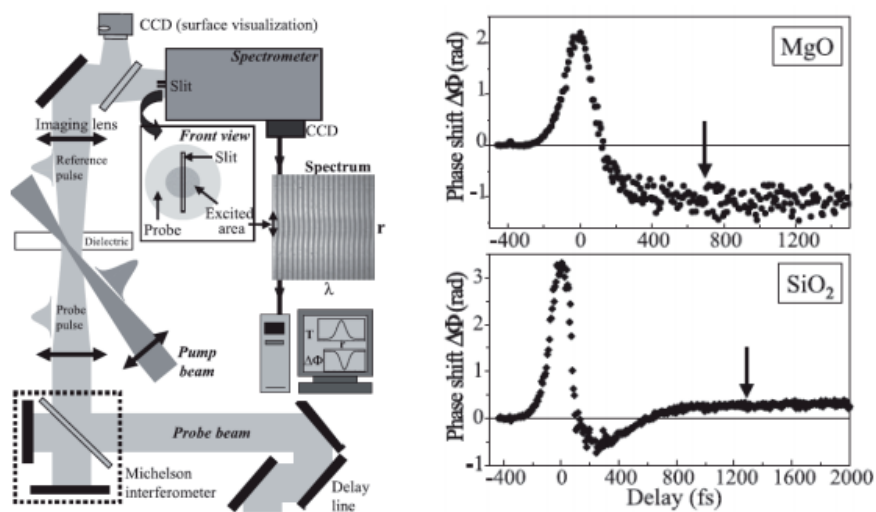 CCD (surface visualization)
Spectrometer
Slit
Imaging lens
CCD
Front view
Reference
pulse
Slit
Spectrum
Excited
area
Probe
r
Dielectric
λ
Probe
pulse
T
r
ΔΦ
Pump
beam
Probe beam
Michelson
interferometer
Delay
line
MgO
Phase shift ΔΦ (rad)
2
1
0
-1
-400 0 400 800 1200
SiO₂
Phase shift ΔΦ (rad)
3
2
1
0
-1
-400 0 400 800 1200 1600 2000
Delay (fs)